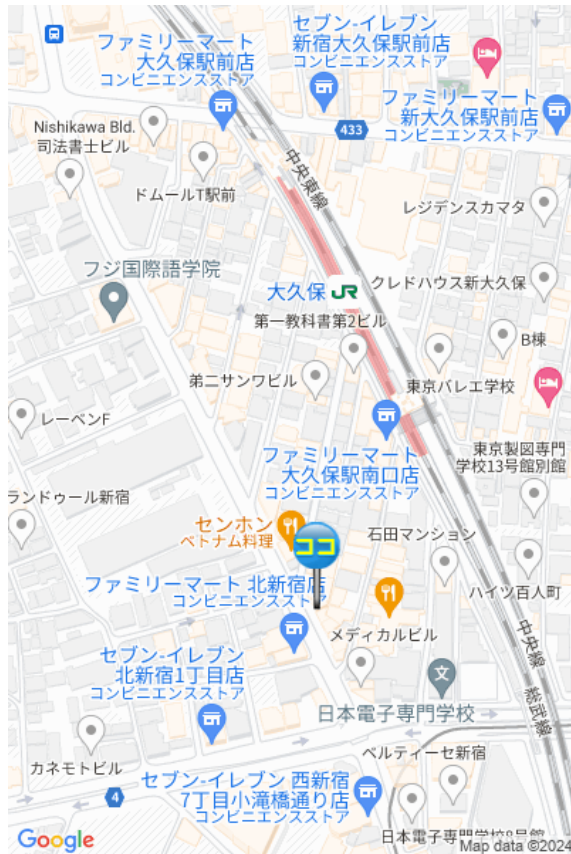 セブン-イレブン
新宿大久保駅前店
コンビニエンスストア
ファミリーマート
大久保駅前店
コンビニエンスストア
ファミリーマート
新大久保駅前店
コンビニエンスストア
433
Nishikawa Bld.
司法書士ビル
中央東線
ドムールT駅前
レジデンスカマタ
フジ国際語学院
大久保 JR
クレドハウス新大久保
第一教科書第2ビル
B棟
弟二サンワビル
東京バレエ学校
レーベンF
ファミリーマート
大久保駅南口店
コンビニエンスストア
東京製図専門
学校13号館別館
ランドゥール新宿
センホン
ベトナム料理
ココ
石田マンション
ハイツ百人町
ファミリーマート 北新宿店
コンビニエンスストア
メディカルビル
中央線
総武線
セブン-イレブン
北新宿1丁目店
コンビニエンスストア
文
日本電子専門学校
カネモトビル
ベルティーセ新宿
セブン-イレブン 西新宿
7丁目小滝橋通り店
コンビニエンスストア
4
日本電子専門学校8号館
Google
Map data ©2024